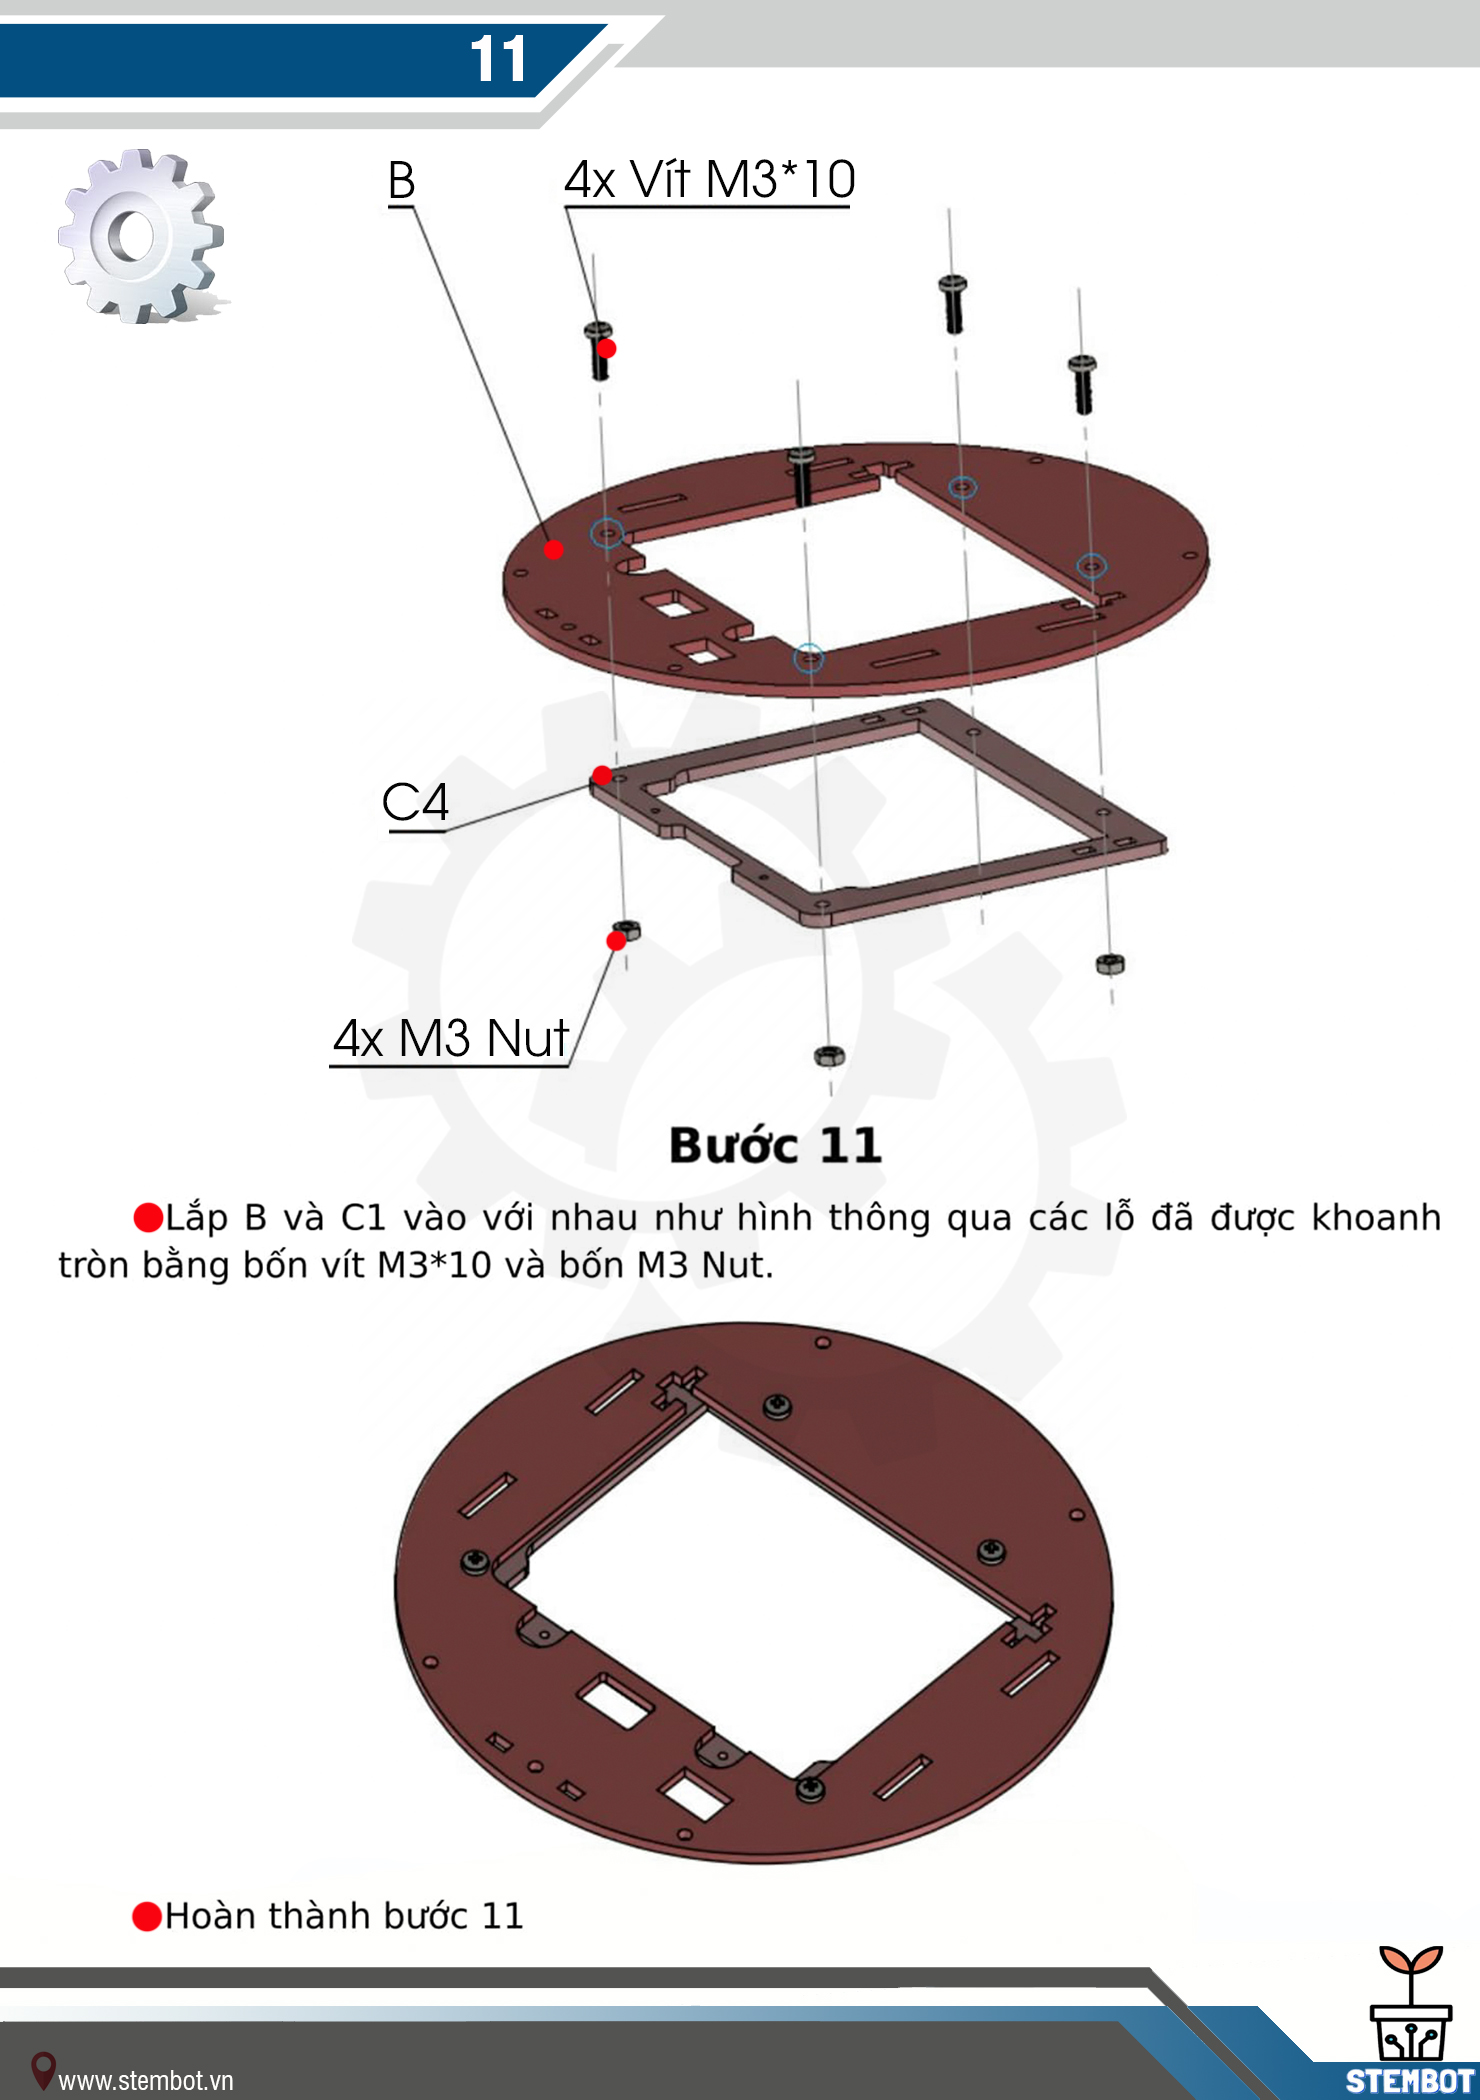 11
B
4x Vít M3*10
C4
4x M3 Nut
Bước 11
Lắp B và C1 vào với nhau như hình thông qua các lỗ đã được khoanh
tròn bằng bốn vít M3*10 và bốn M3 Nut.
Hoàn thành bước 11
www.stembot.vn
STEMBOT